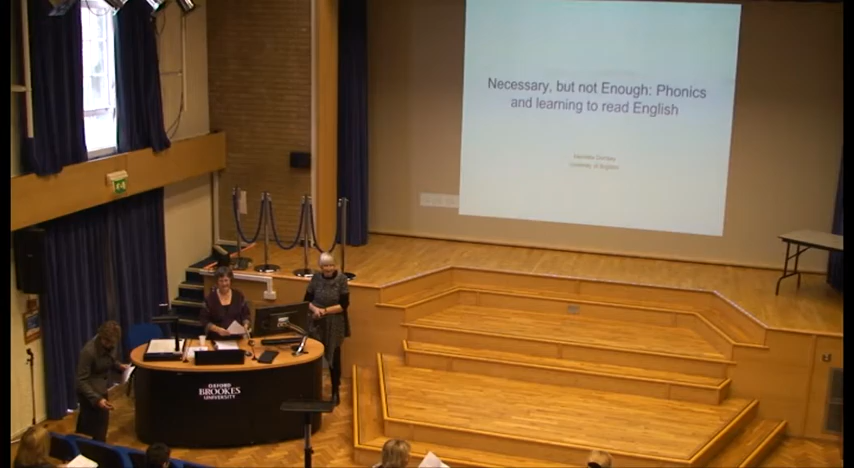 Necessary, but not Enough: Phonics
and learning to read English
OXFORD
BROOKES
UNIVERSITY